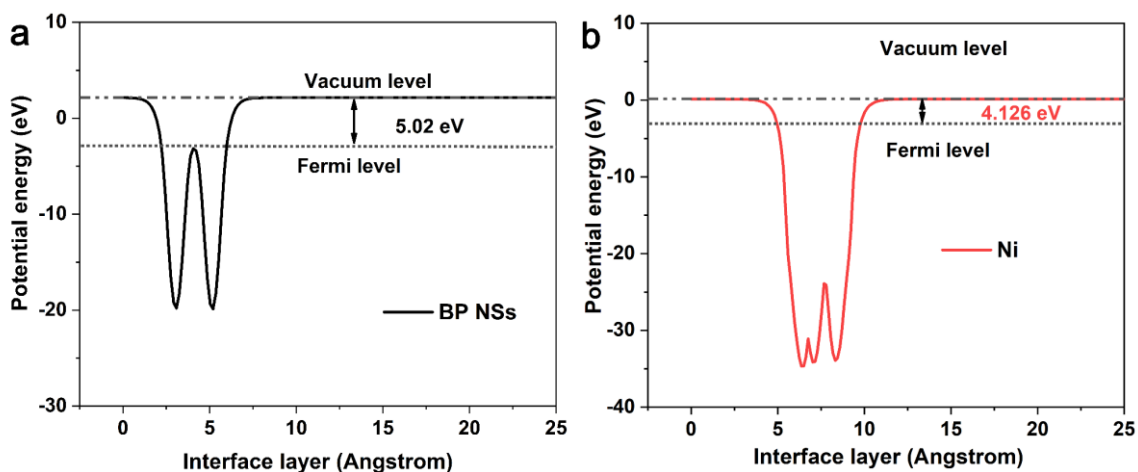 a
10
0
-10
-20
-30
Potential energy (eV)
Vacuum level
5.02 eV
Fermi level
BP NSs
0 5 10 15 20 25
Interface layer (Angstrom)
b
10
0
-10
-20
-30
-40
Potential energy (eV)
Vacuum level
4.126 eV
Fermi level
Ni
0 5 10 15 20 25
Interface layer (Angstrom)